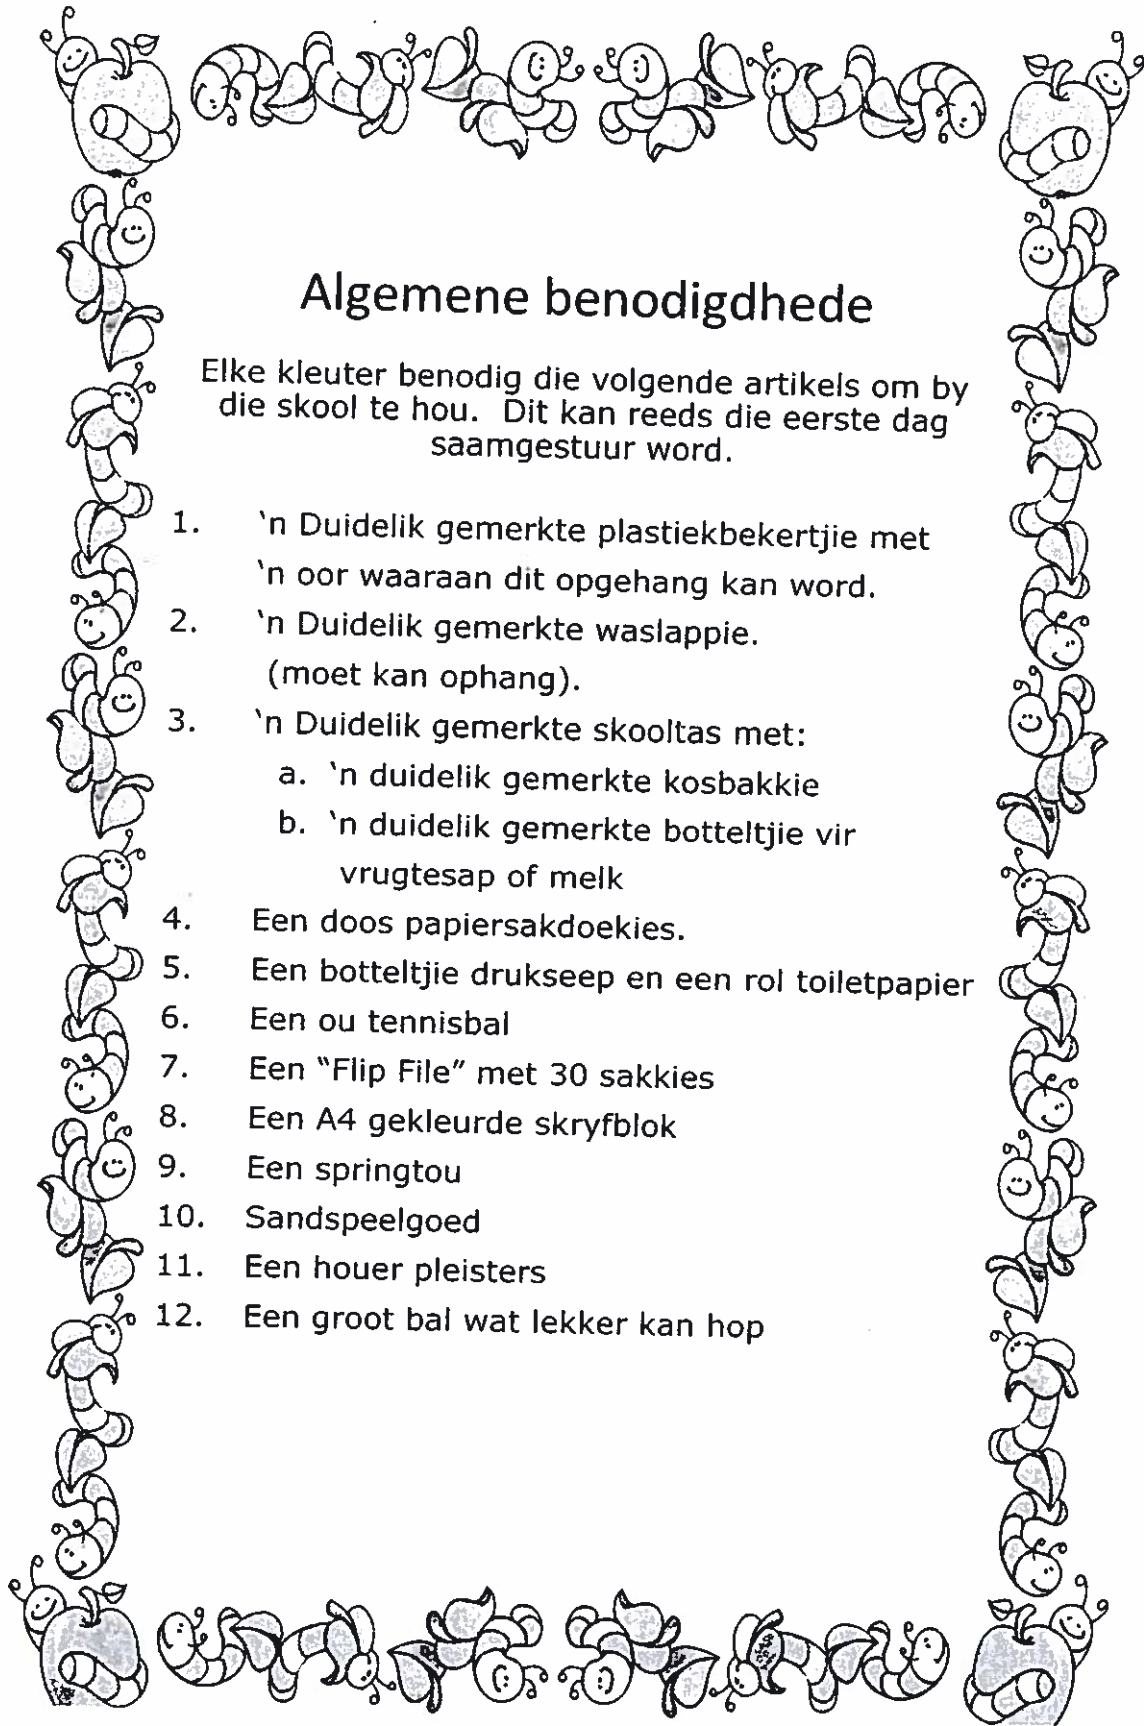 Algemene benodigdhede
Elke kleuter benodig die volgende artikels om by
die skool te hou.  Dit kan reeds die eerste dag
saamgestuur word.
1. ‛n Duidelik gemerkte plastiekbekertjie met
‛n oor waaraan dit opgehang kan word.
2. ‛n Duidelik gemerkte waslappie.
(moet kan ophang).
3. ‛n Duidelik gemerkte skooltas met:
a. ‛n duidelik gemerkte kosbakkie
b. ‛n duidelik gemerkte botteltjie vir
vrugtesap of melk
4. Een doos papiersakdoekies.
5. Een botteltjie drukseep en een rol toiletpapier
6. Een ou tennisbal
7. Een “Flip File” met 30 sakkies
8. Een A4 gekleurde skryfblok
9. Een springtou
10. Sandspeelgoed
11. Een houer pleisters
12. Een groot bal wat lekker kan hop